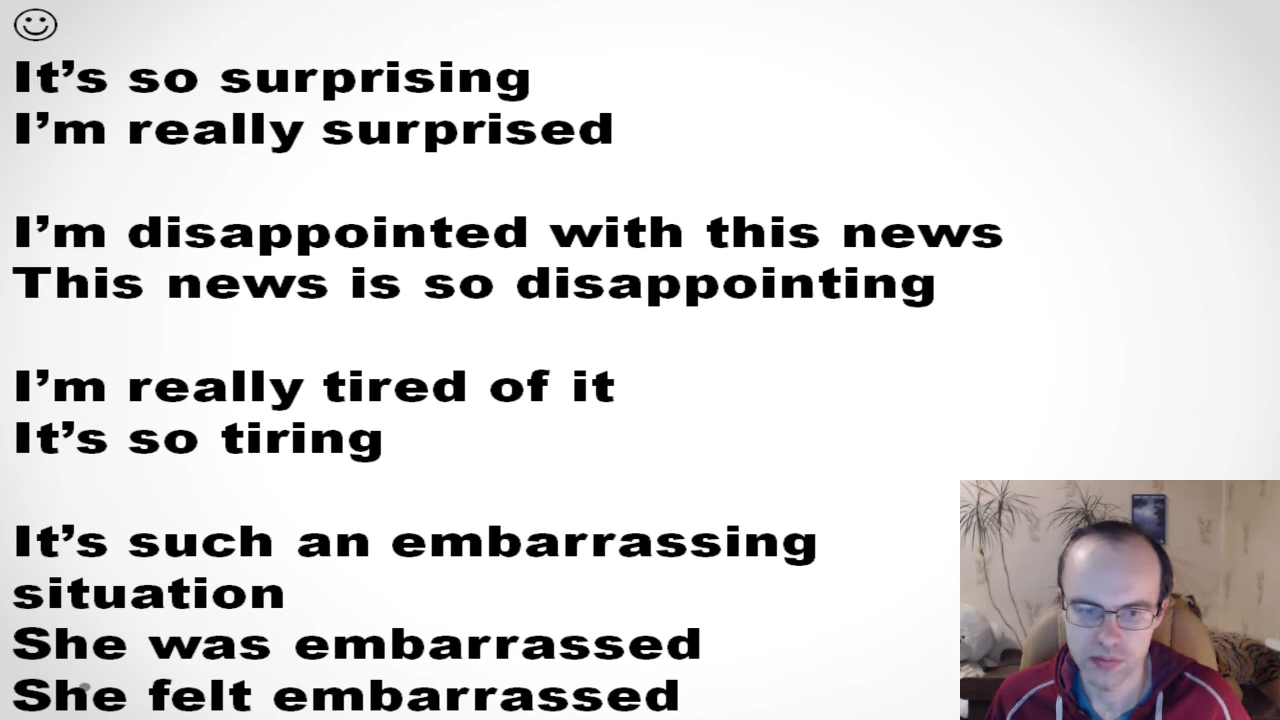 It’s so surprising
I’m really surprised
I’m disappointed with this news
This news is so disappointing
I’m really tired of it
It’s so tiring
It’s such an embarrassing
situation
She was embarrassed
She felt embarrassed